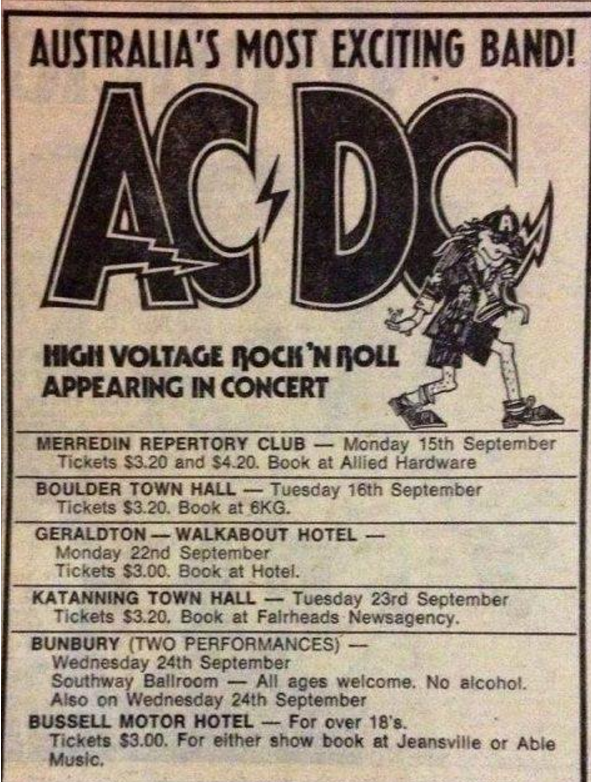 AUSTRALIA'S MOST EXCITING BAND!
AC DC
A
HIGH VOLTAGE ROCK 'N ROLL
APPEARING IN CONCERT
MERREDIN REPERTORY CLUB — Monday 15th September
Tickets $3.20 and $4.20. Book at Allied Hardware
BOULDER TOWN HALL — Tuesday 16th September
Tickets $3.20. Book at 6KG.
GERALDTON — WALKABOUT HOTEL —
Monday 22nd September
Tickets $3.00. Book at Hotel.
KATANNING TOWN HALL — Tuesday 23rd September
Tickets $3.20. Book at Fairheads Newsagency.
BUNBURY (TWO PERFORMANCES) —
Wednesday 24th September
Southway Ballroom — All ages welcome. No alcohol.
Also on Wednesday 24th September
BUSSELL MOTOR HOTEL — For over 18's.
Tickets $3.00. For either show book at Jeansville or Able
Music.